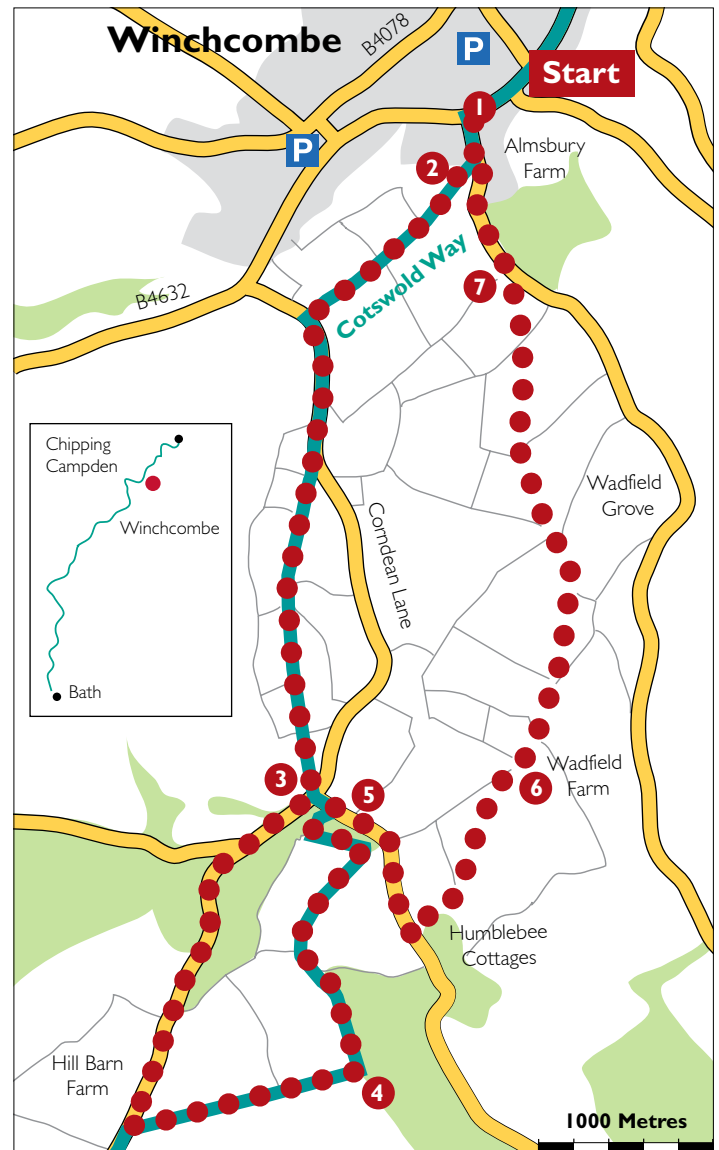 Winchcombe
B4078
P
Start
1
P
2
Almsbury
Farm
Cotswold Way
7
B4632
Chipping
Campden
Winchcombe
Bath
Corndean Lane
Wadfield
Grove
3
5
Wadfield
Farm
6
Humblebee
Cottages
Hill Barn
Farm
4
1000 Metres